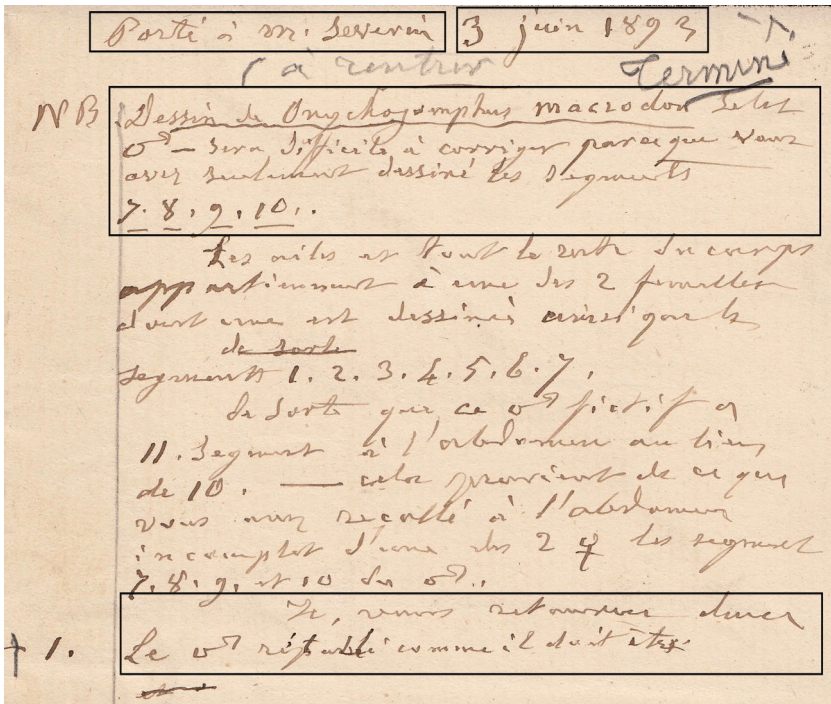 Porté à Mr. Severin 3 juin 1893
à rentrer Terminé
NB Dessin de Onychogomphus macrodon Selys
♂ — sera difficile à corriger parceque vous
avez seulement dessiné les segments
7. 8. 9. 10..
Les ailes et tout le reste du corps
appartiennent à une des 2 femelles
dont une est dessinée ainsi que les
de sorte
segments 1. 2. 3. 4. 5. 6. 7.
de sorte que ce ♂ fictif a
11. segment à l'abdomen au lieu
de 10. — cela provient de ce que
vous avez recollé à l'abdomen
incomplet d'une des 2 ♀ les segment
7. 8. 9. et 10 du ♂..
Je, vous retourner
† 1. Le ♂ comme il doit être